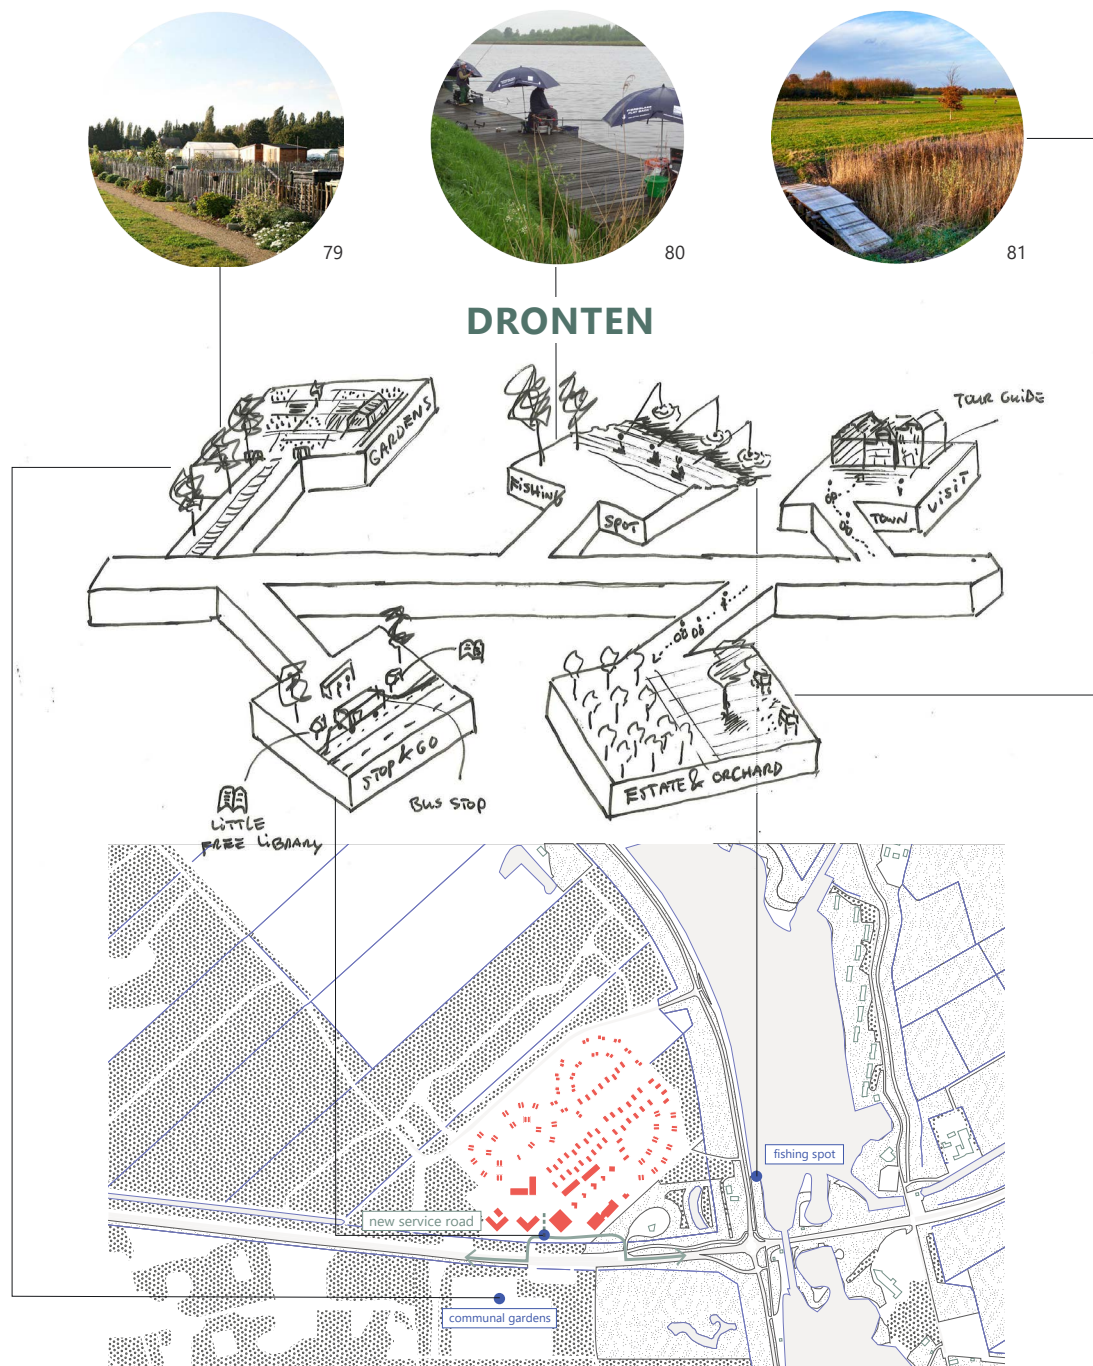 79
80
81
DRONTEN
GARDENS
FISHING
SPOT
TOUR GUIDE
TOWN
VISIT
STOP & GO
BUS STOP
LITTLE
FREE LIBRARY
ESTATE & ORCHARD
fishing spot
new service road
communal gardens